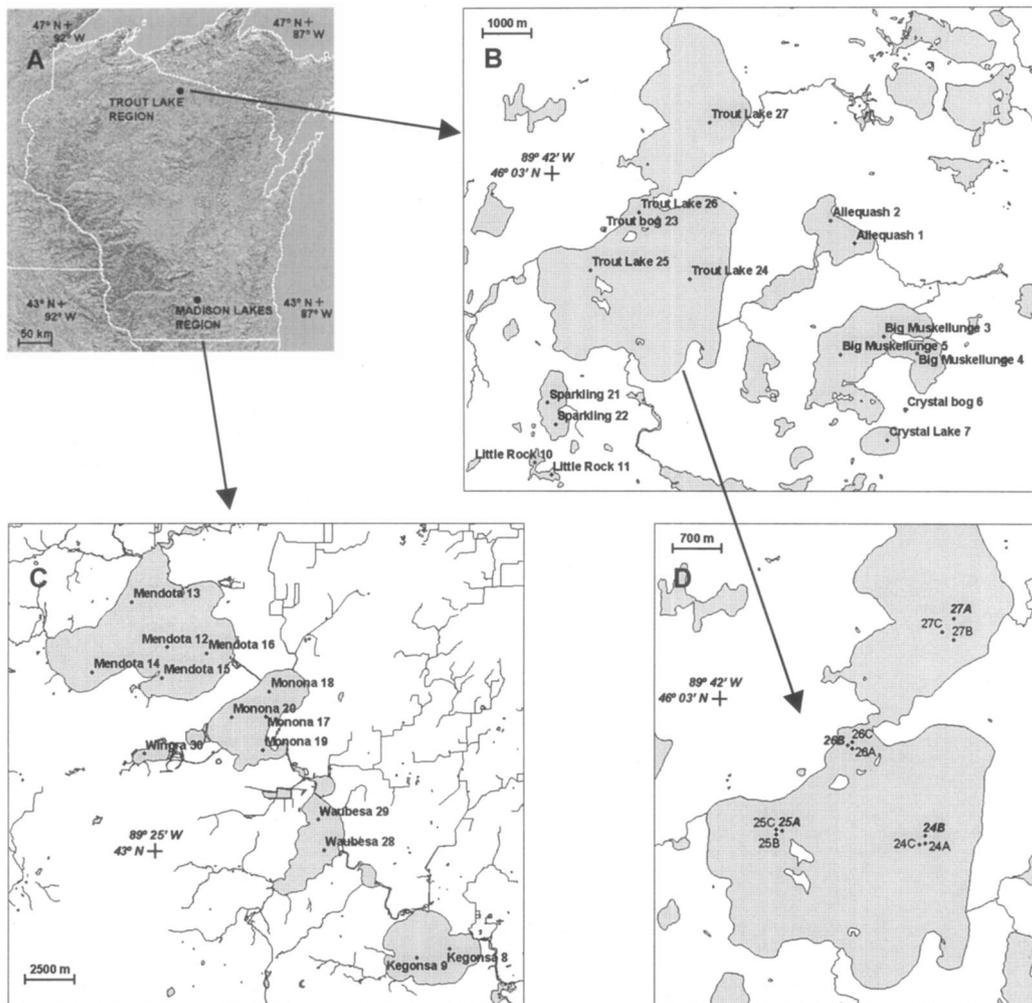 A
47° N
92° W
47° N
87° W
TROUT LAKE
REGION
43° N
92° W
MADISON LAKES
REGION
43° N
87° W
50 km
B
1000 m
Trout Lake 27
89° 42' W
46° 03' N
Trout Lake 26
Trout bog 23
Trout Lake 25
Trout Lake 24
Allequash 2
Allequash 1
Big Muskellunge 3
Big Muskellunge 5
Big Muskellunge 4
Crystal bog 6
Crystal Lake 7
Sparkling 21
Sparkling 22
Little Rock 10
Little Rock 11
C
Mendota 13
Mendota 12
Mendota 16
Mendota 14
Mendota 15
Monona 18
Monona 20
Monona 17
Monona 19
Wingra 30
Waubesa 29
89° 25' W
43° N
Waubesa 28
Kegonsa 8
Kegonsa 9
2500 m
D
700 m
27A
27C
27B
89° 42' W
46° 03' N
26C
26B
26A
25C
25A
25B
24B
24C
24A